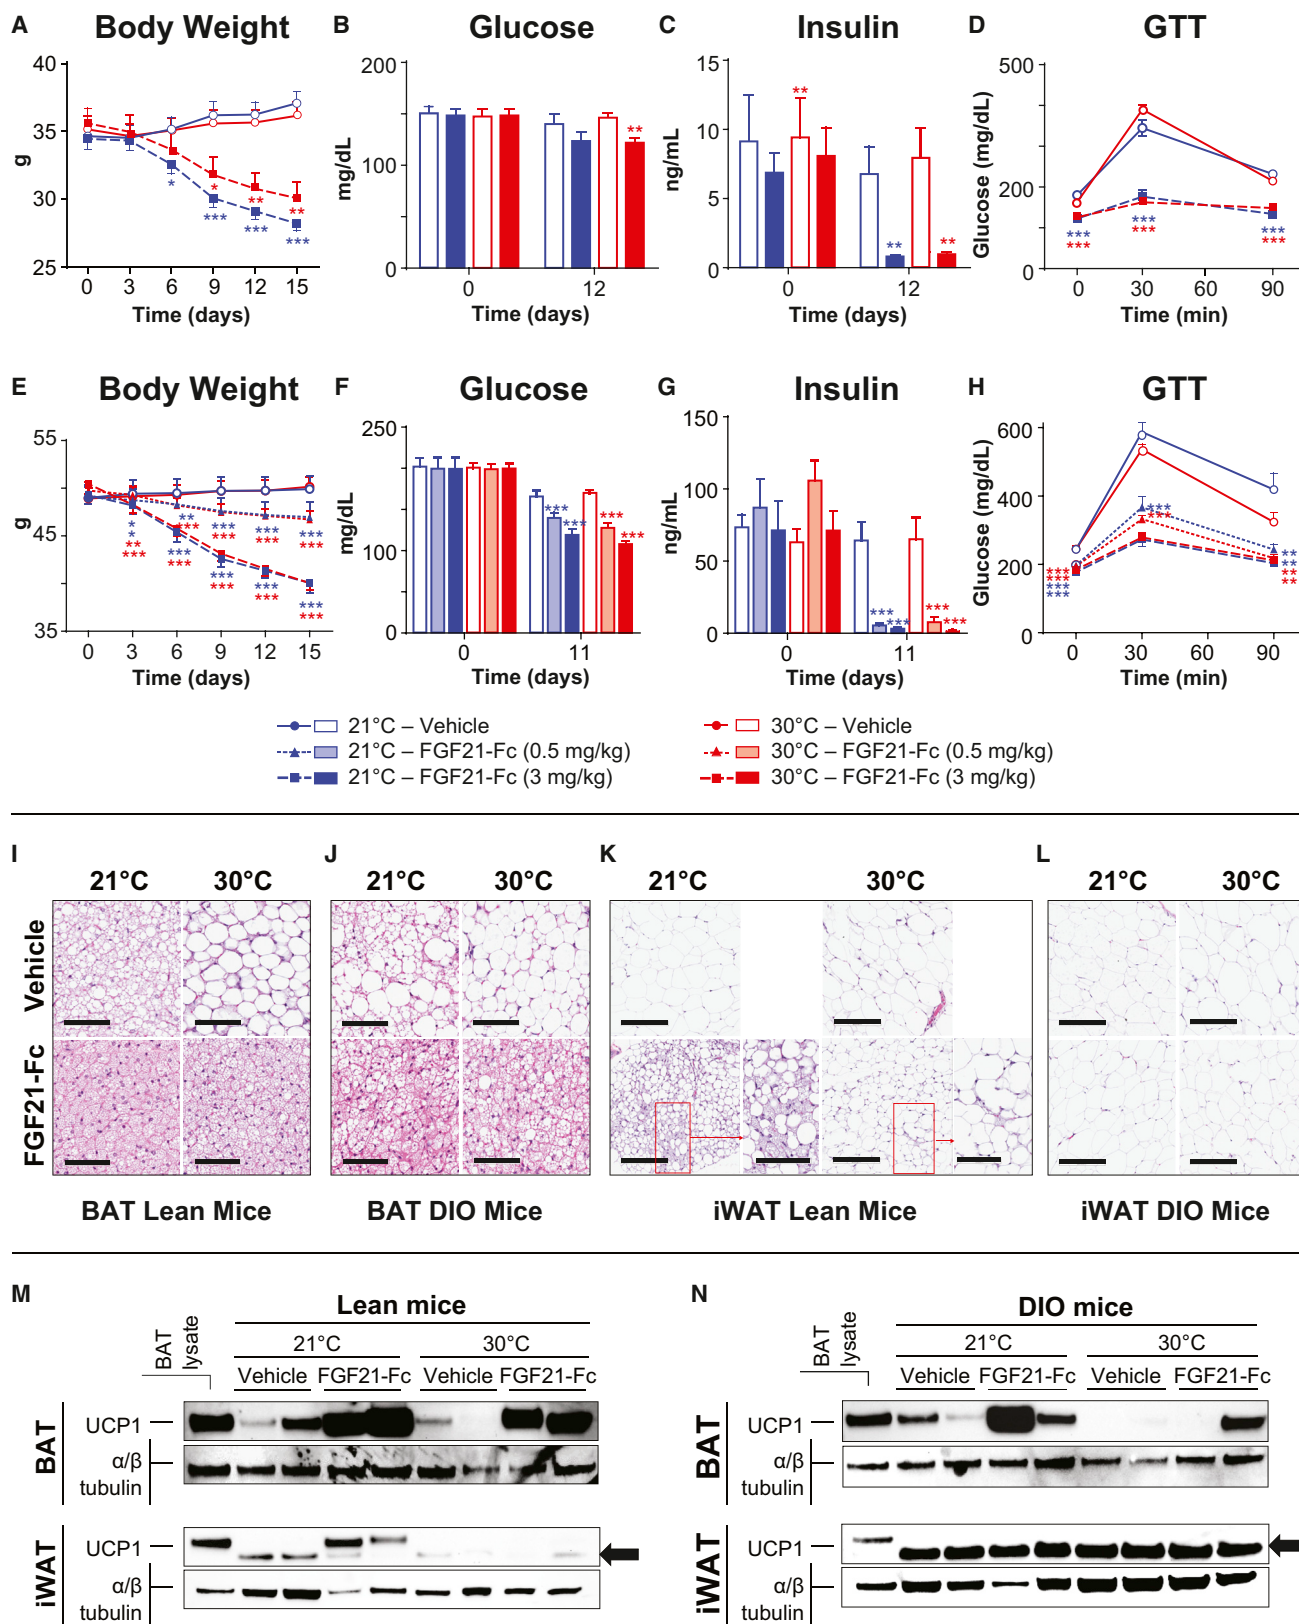 A Body Weight
40
35
30
25
g
0 3 6 9 12 15
Time (days)
* *** *** ***
* ** **
B Glucose
200
100
0
mg/dL
**
0 12
Time (days)
C Insulin
15
10
5
0
ng/mL
** ** **
0 12
Time (days)
D GTT
500
200
0
Glucose (mg/dL)
*** *** ***
*** *** ***
0 30 60 90
Time (min)
E Body Weight
55
45
35
g
0 3 6 9 12 15
Time (days)
* ** *** *** ***
* *** *** *** ***
** *** *** *** ***
** *** *** *** ***
F Glucose
250
100
0
mg/dL
*** *** *** ***
0 11
Time (days)
G Insulin
150
100
50
0
ng/mL
*** *** *** ***
0 11
Time (days)
H GTT
600
400
200
0
Glucose (mg/dL)
*** *** **
*** *** **
*** **
*** **
0 30 60 90
Time (min)
21°C – Vehicle
21°C – FGF21-Fc (0.5 mg/kg)
21°C – FGF21-Fc (3 mg/kg)
30°C – Vehicle
30°C – FGF21-Fc (0.5 mg/kg)
30°C – FGF21-Fc (3 mg/kg)
I J K L
21°C 30°C 21°C 30°C 21°C 30°C 21°C 30°C
Vehicle
FGF21-Fc
BAT Lean Mice BAT DIO Mice iWAT Lean Mice iWAT DIO Mice
M
Lean mice
BAT lysate
21°C 30°C
Vehicle FGF21-Fc Vehicle FGF21-Fc
BAT
UCP1
α/β
tubulin
iWAT
UCP1
α/β
tubulin
N
DIO mice
BAT lysate
21°C 30°C
Vehicle FGF21-Fc Vehicle FGF21-Fc
BAT
UCP1
α/β
tubulin
iWAT
UCP1
α/β
tubulin